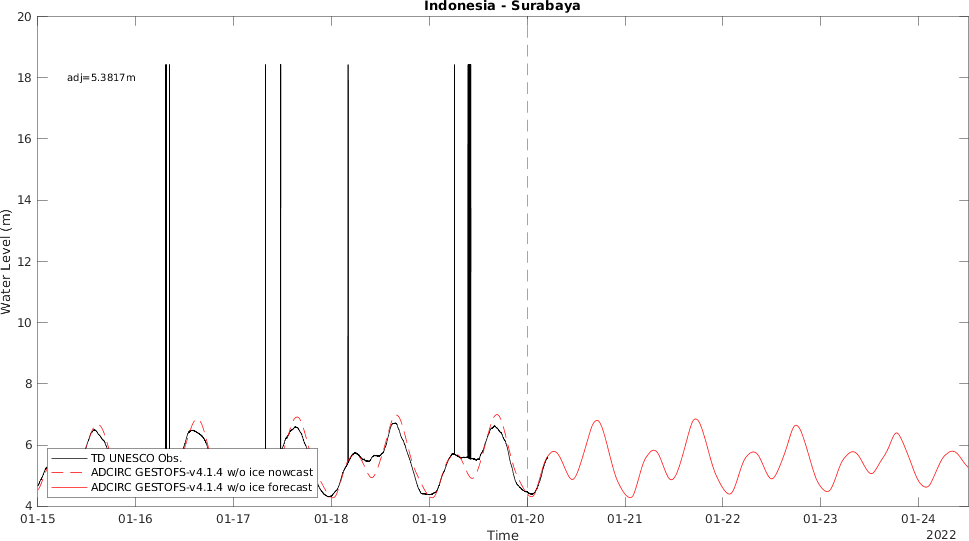 Indonesia - Surabaya
20
18
16
14
12
10
8
6
4
Water Level (m)
adj=5.3817m
TD UNESCO Obs.
ADCIRC GESTOFS-v4.1.4 w/o ice nowcast
ADCIRC GESTOFS-v4.1.4 w/o ice forecast
01-15 01-16 01-17 01-18 01-19 01-20 01-21 01-22 01-23 01-24
Time
2022